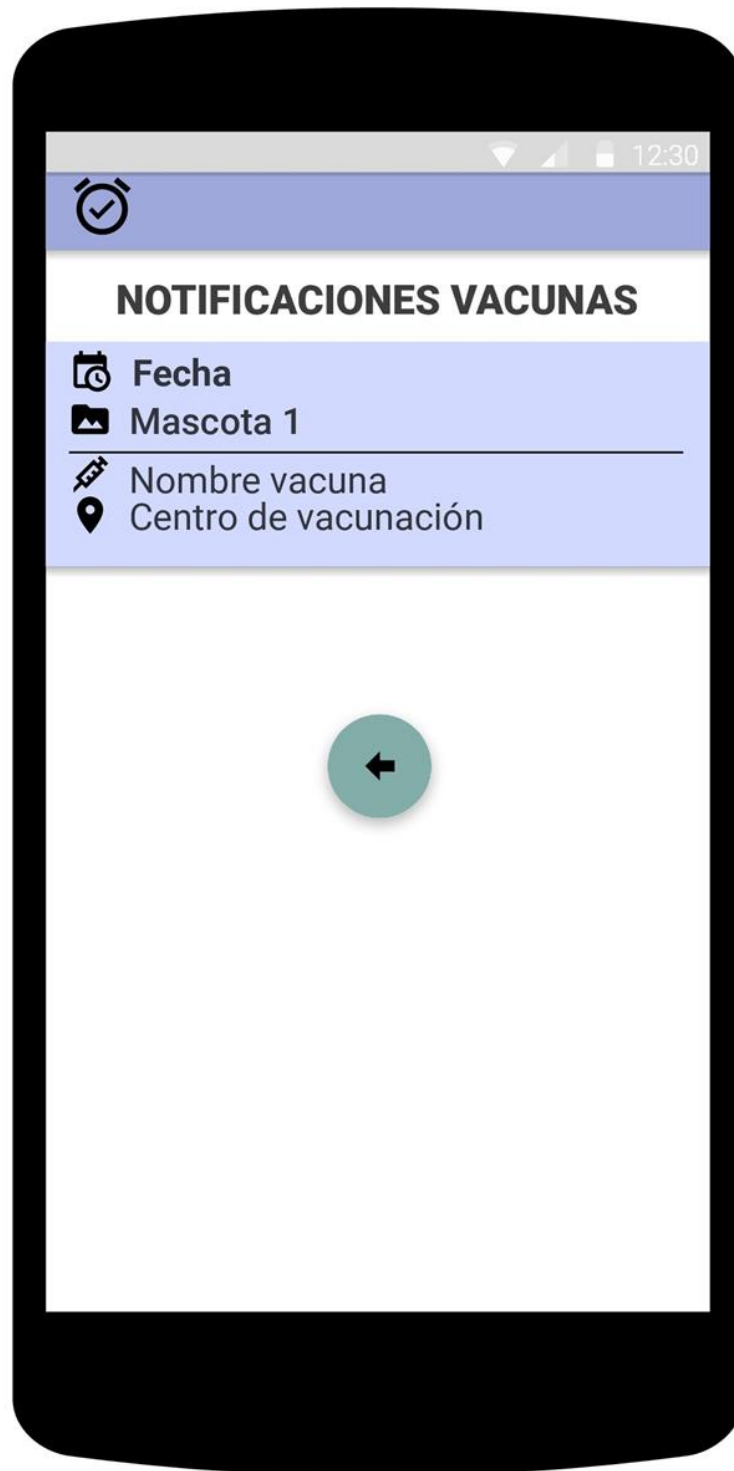 12:30
NOTIFICACIONES VACUNAS
Fecha
Mascota 1
Nombre vacuna
Centro de vacunación